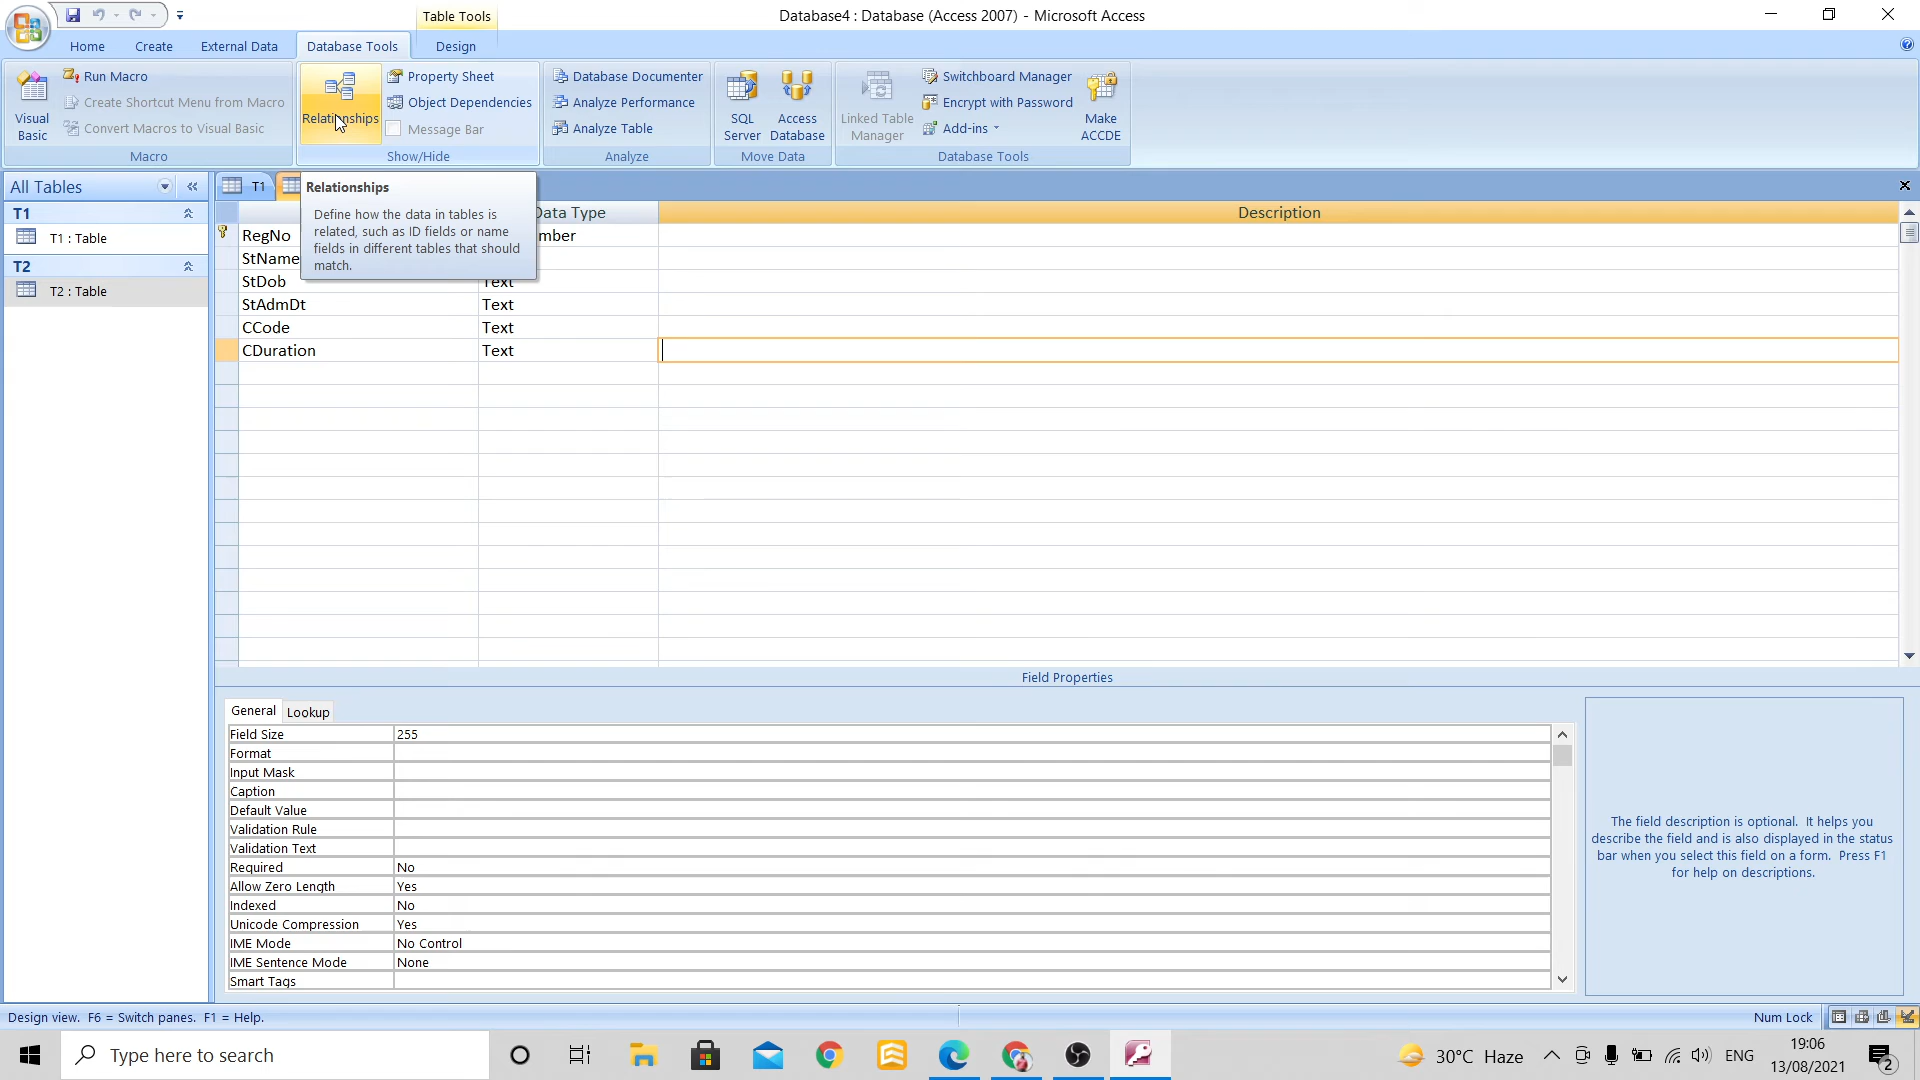 Table Tools
Database4 : Database (Access 2007) - Microsoft Access
Home
Create
External Data
Database Tools
Design
Visual Basic
Run Macro
Create Shortcut Menu from Macro
Convert Macros to Visual Basic
Macro
Relationships
Property Sheet
Object Dependencies
Message Bar
Show/Hide
Database Documenter
Analyze Performance
Analyze Table
Analyze
SQL Server
Access Database
Move Data
Linked Table Manager
Switchboard Manager
Encrypt with Password
Add-ins
Make ACCDE
Database Tools
All Tables
T1
T1 : Table
T2
T2 : Table
T1
Relationships
Define how the data in tables is
related, such as ID fields or name
fields in different tables that should
match.
Data Type
Description
RegNo
StName
StDob
Text
StAdmDt
Text
CCode
Text
CDuration
Text
Field Properties
General
Lookup
Field Size
255
Format
Input Mask
Caption
Default Value
Validation Rule
Validation Text
Required
No
Allow Zero Length
Yes
Indexed
No
Unicode Compression
Yes
IME Mode
No Control
IME Sentence Mode
None
Smart Tags
The field description is optional. It helps you
describe the field and is also displayed in the status
bar when you select this field on a form. Press F1
for help on descriptions.
Design view. F6 = Switch panes. F1 = Help.
Num Lock
Type here to search
30°C Haze
ENG
19:06
13/08/2021
2